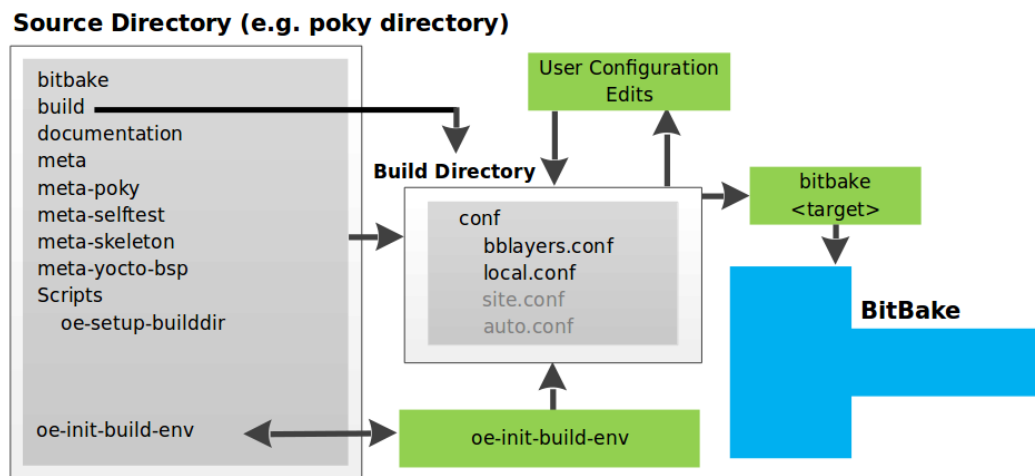 Source Directory (e.g. poky directory)
bitbake
build
documentation
meta
meta-poky
meta-selftest
meta-skeleton
meta-yocto-bsp
Scripts
oe-setup-builddir
oe-init-build-env
User Configuration
Edits
Build Directory
conf
bblayers.conf
local.conf
site.conf
auto.conf
oe-init-build-env
bitbake
<target>
BitBake